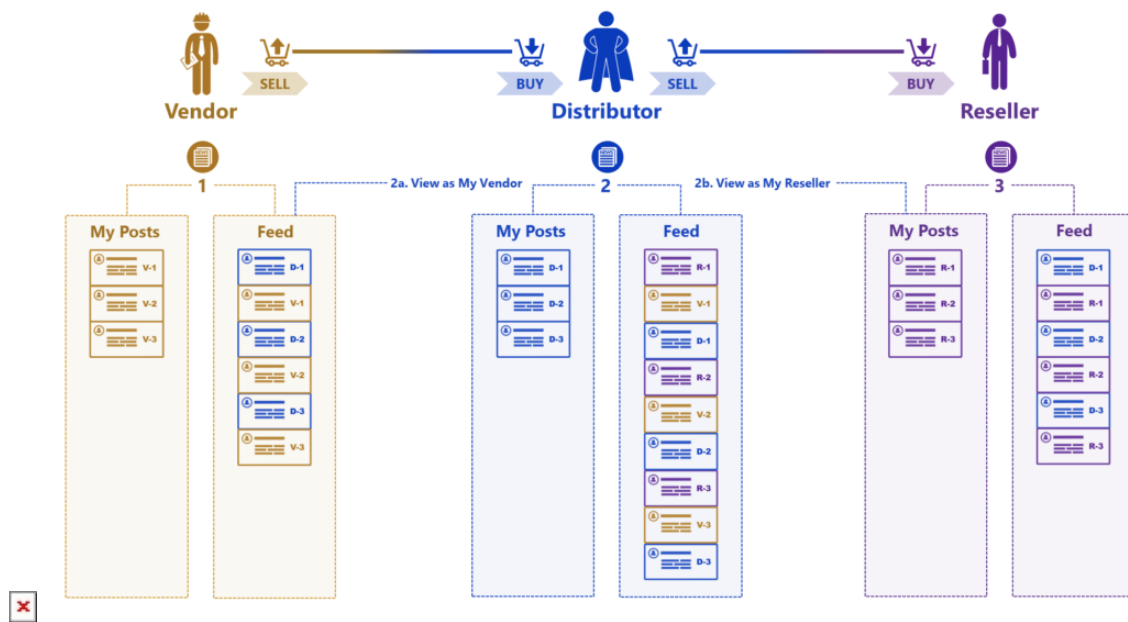 SELL
BUY
SELL
BUY
Vendor
Distributor
Reseller
NEWS
NEWS
NEWS
1
2a. View as My Vendor
2
2b. View as My Reseller
3
My Posts
Feed
My Posts
Feed
My Posts
Feed
V-1
V-2
V-3
D-1
V-1
D-2
V-2
D-3
V-3
D-1
D-2
D-3
R-1
V-1
D-1
R-2
V-2
D-2
R-3
V-3
D-3
R-1
R-2
R-3
D-1
R-1
D-2
R-2
D-3
R-3